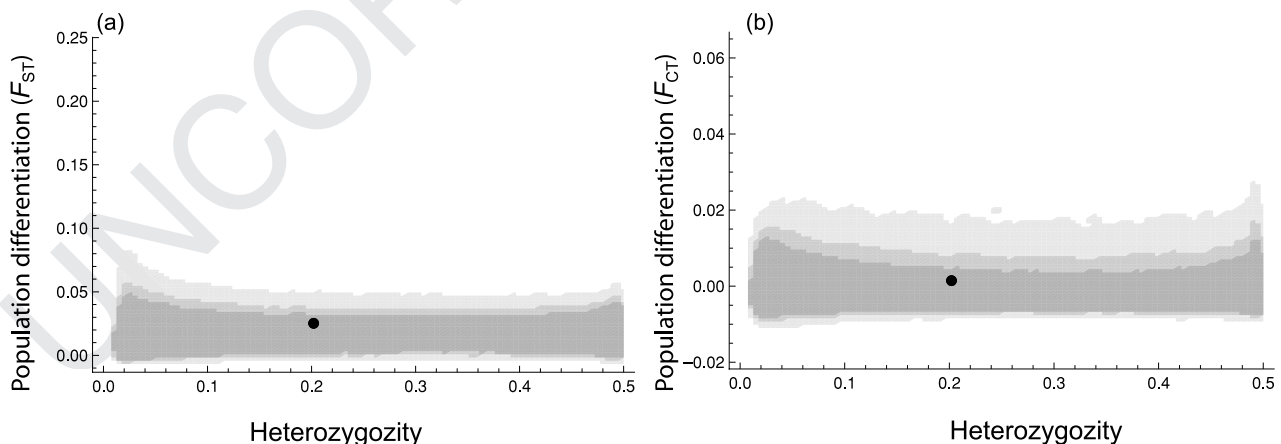 (a)
Population differentiation (FST)
0.25
0.20
0.15
0.10
0.05
0.00
0.0 0.1 0.2 0.3 0.4 0.5
Heterozygozity
(b)
Population differentiation (FCT)
0.06
0.04
0.02
0.00
−0.02
0.0 0.1 0.2 0.3 0.4 0.5
Heterozygozity
UNCOR